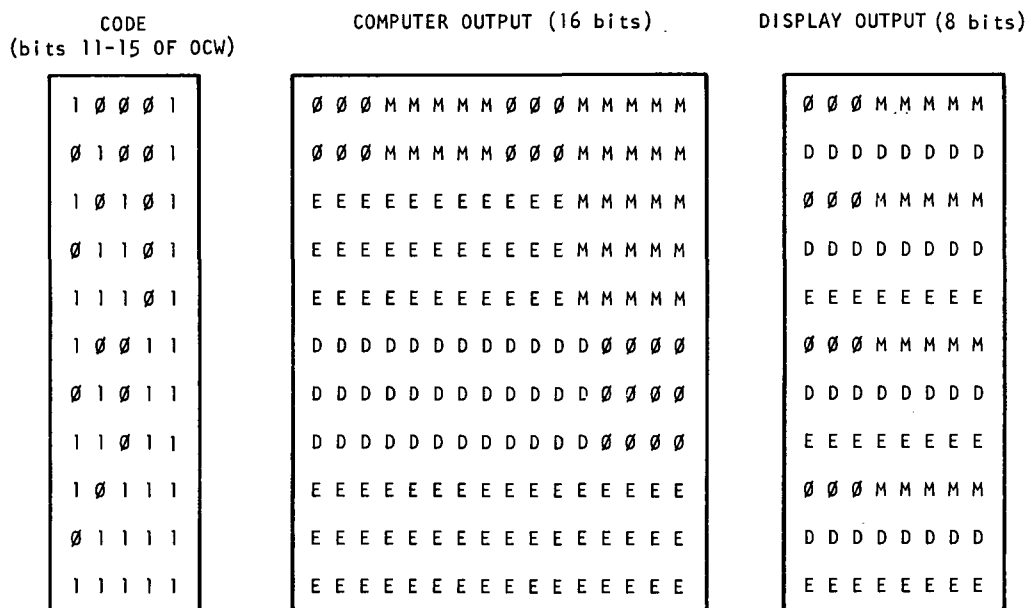 CODE COMPUTER OUTPUT (16 bits) DISPLAY OUTPUT (8 bits)
(bits 11-15 OF OCW)
1 Ø Ø Ø 1 Ø Ø Ø M M M M M Ø Ø Ø M M M M M Ø Ø Ø M M M M M
Ø 1 Ø Ø 1 Ø Ø Ø M M M M M Ø Ø Ø M M M M M D D D D D D D D
1 Ø 1 Ø 1 E E E E E E E E E E E M M M M M Ø Ø Ø M M M M M
Ø 1 1 Ø 1 E E E E E E E E E E E M M M M M D D D D D D D D
1 1 1 Ø 1 E E E E E E E E E E E M M M M M E E E E E E E E
1 Ø Ø 1 1 D D D D D D D D D D D D Ø Ø Ø Ø Ø Ø Ø M M M M M
Ø 1 Ø 1 1 D D D D D D D D D D D D Ø Ø Ø Ø D D D D D D D D
1 1 Ø 1 1 D D D D D D D D D D D D Ø Ø Ø Ø E E E E E E E E
1 Ø 1 1 1 E E E E E E E E E E E E E E E E Ø Ø Ø M M M M M
Ø 1 1 1 1 E E E E E E E E E E E E E E E E D D D D D D D D
1 1 1 1 1 E E E E E E E E E E E E E E E E E E E E E E E E